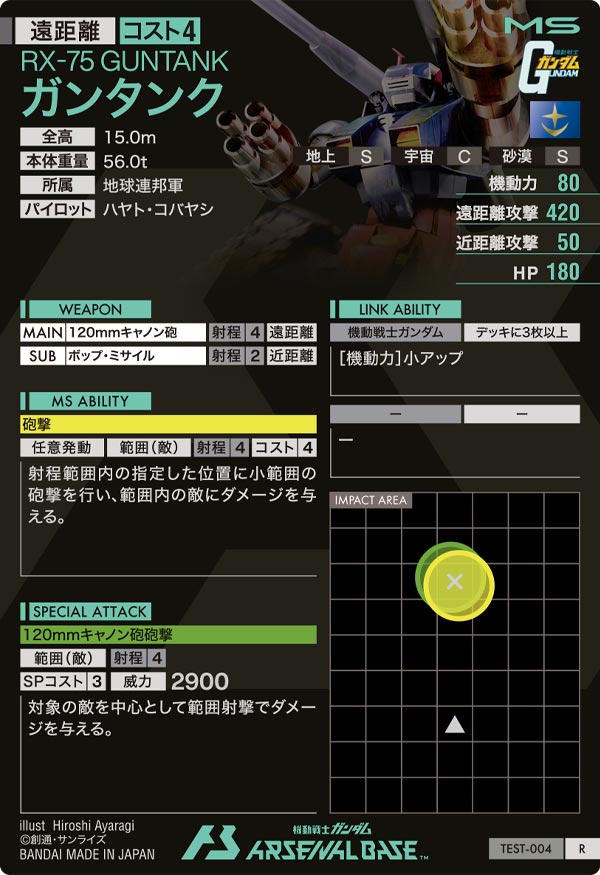 遠距離 コスト4
MS
RX-75 GUNTANK
機動戦士 ガンダム GUNDAM
ガンタンク
全高 15.0m
本体重量 56.0t
所属 地球連邦軍
パイロット ハヤト・コバヤシ
地上 S 宇宙 C 砂漠 S
機動力 80
遠距離攻撃 420
近距離攻撃 50
HP 180
WEAPON
MAIN 120mmキャノン砲 射程 4 遠距離
SUB ボップ・ミサイル 射程 2 近距離
MS ABILITY
砲撃
任意発動 範囲(敵) 射程 4 コスト 4
射程範囲内の指定した位置に小範囲の
砲撃を行い、範囲内の敵にダメージを与
える。
SPECIAL ATTACK
120mmキャノン砲砲撃
範囲(敵) 射程 4
SPコスト 3 威力 2900
対象の敵を中心として範囲射撃でダメー
ジを与える。
LINK ABILITY
機動戦士ガンダム デッキに3枚以上
[機動力]小アップ
ー ー
ー
IMPACT AREA
illust Hiroshi Ayaragi
©創通・サンライズ
BANDAI MADE IN JAPAN
機動戦士ガンダム
AB ARSENAL BASE™
TEST-004 R